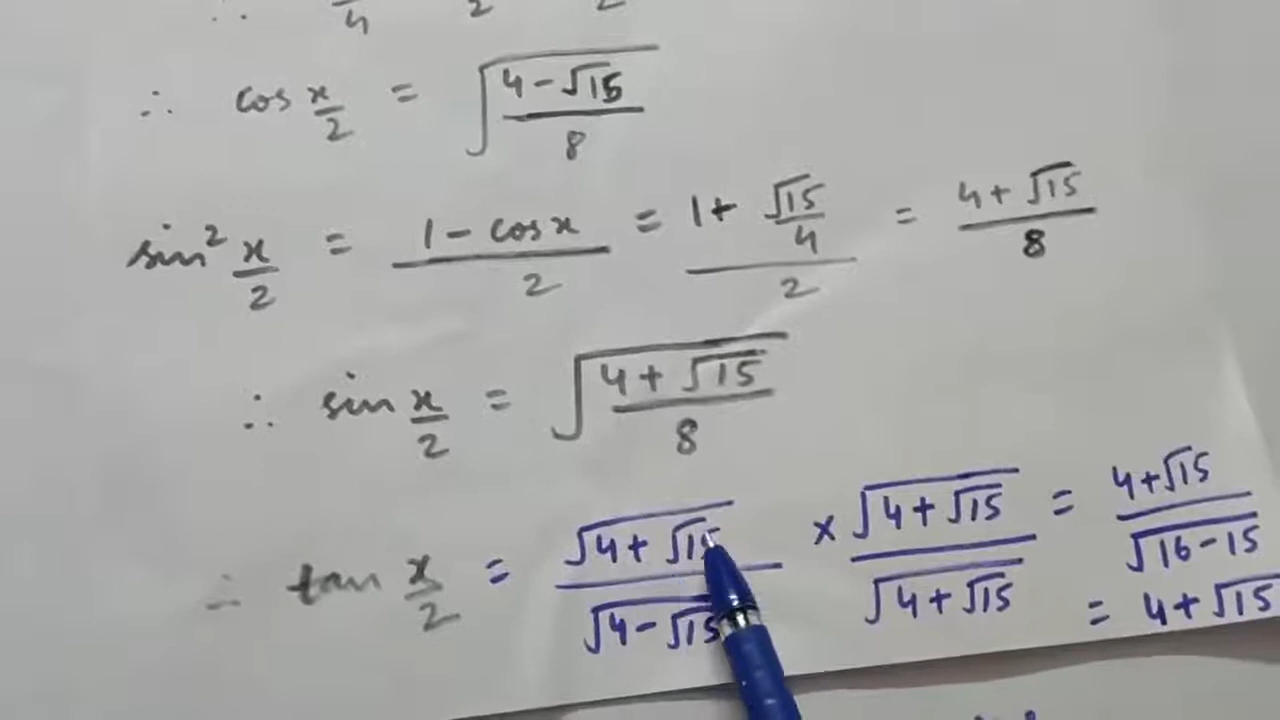 ∴ cos x/2 = √((4 - √15)/8)
sin² x/2 = (1 - cos x)/2 = (1 + √15/4)/2 = (4 + √15)/8
∴ sin x/2 = √((4 + √15)/8)
∴ tan x/2 = √(4 + √15)/√(4 - √15) × √(4 + √15)/√(4 + √15) = (4 + √15)/√(16 - 15)
= 4 + √15